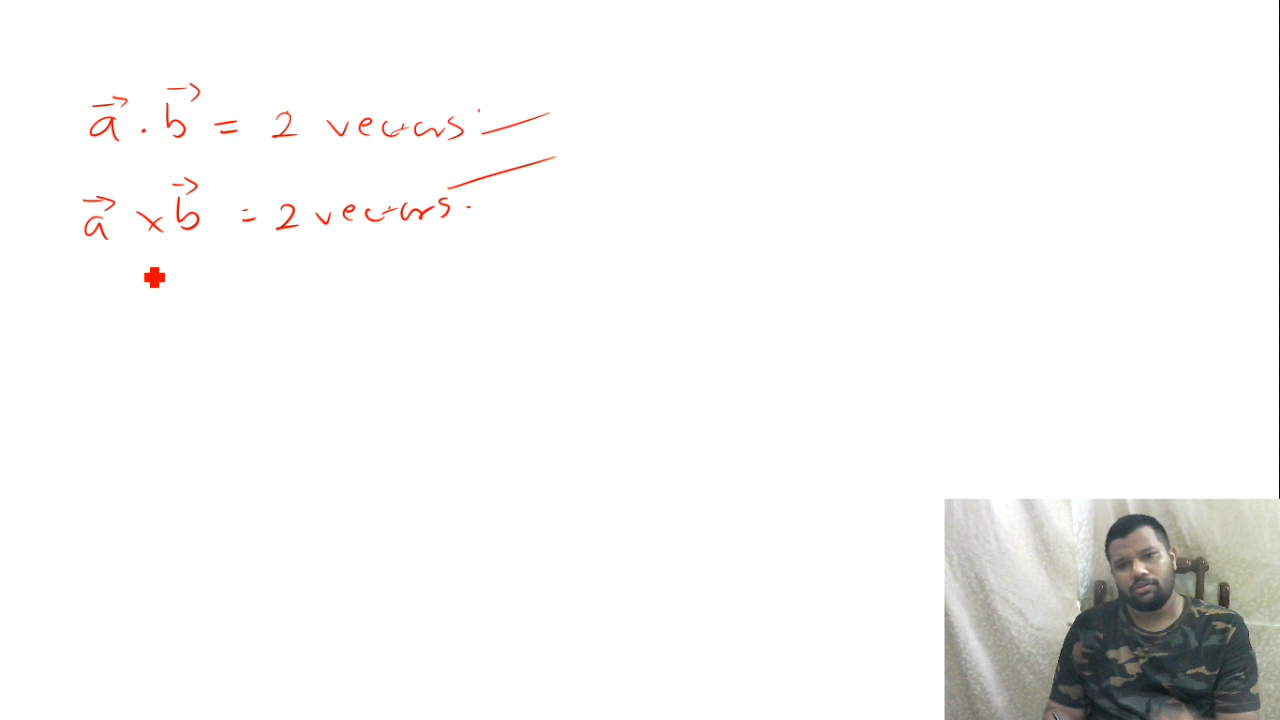 a⃗ . b⃗ = 2 vectors.
a⃗ × b⃗ = 2 vectors.